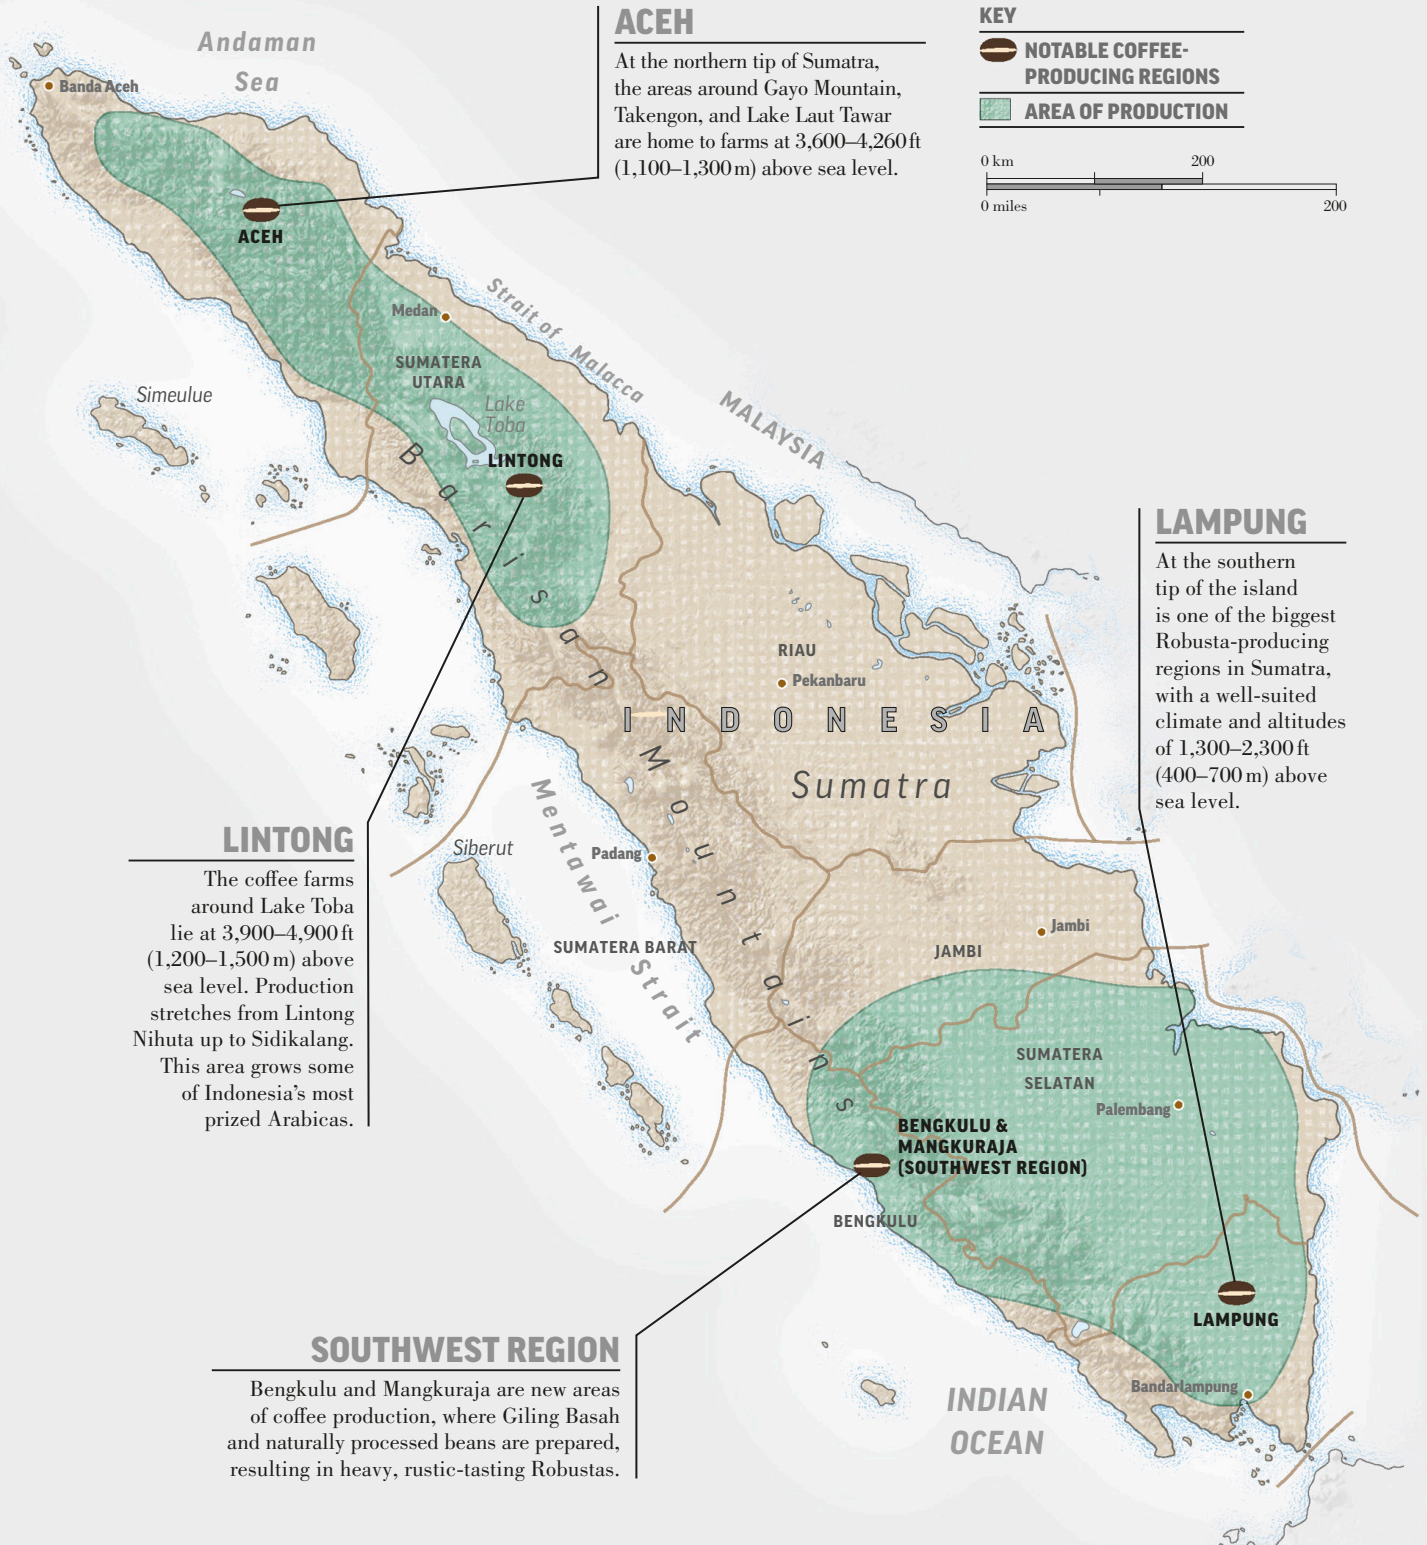 ACEH
At the northern tip of Sumatra,
the areas around Gayo Mountain,
Takengon, and Lake Laut Tawar
are home to farms at 3,600–4,260 ft
(1,100–1,300 m) above sea level.
KEY
NOTABLE COFFEE-
PRODUCING REGIONS
AREA OF PRODUCTION
0 km 200
0 miles 200
Andaman
Sea
Banda Aceh
ACEH
Strait of Malacca
Medan
SUMATERA
UTARA
Simeulue
Lake
Toba
MALAYSIA
LINTONG
Barisan Mountains
LAMPUNG
At the southern
tip of the island
is one of the biggest
Robusta-producing
regions in Sumatra,
with a well-suited
climate and altitudes
of 1,300–2,300 ft
(400–700 m) above
sea level.
RIAU
Pekanbaru
INDONESIA
Sumatra
Mentawai Strait
LINTONG
The coffee farms
around Lake Toba
lie at 3,900–4,900 ft
(1,200–1,500 m) above
sea level. Production
stretches from Lintong
Nihuta up to Sidikalang.
This area grows some
of Indonesia’s most
prized Arabicas.
Siberut
Padang
SUMATERA BARAT
Jambi
JAMBI
SUMATERA
SELATAN
Palembang
BENGKULU &
MANGKURAJA
(SOUTHWEST REGION)
BENGKULU
LAMPUNG
SOUTHWEST REGION
Bengkulu and Mangkuraja are new areas
of coffee production, where Giling Basah
and naturally processed beans are prepared,
resulting in heavy, rustic-tasting Robustas.
Bandarlampung
INDIAN
OCEAN